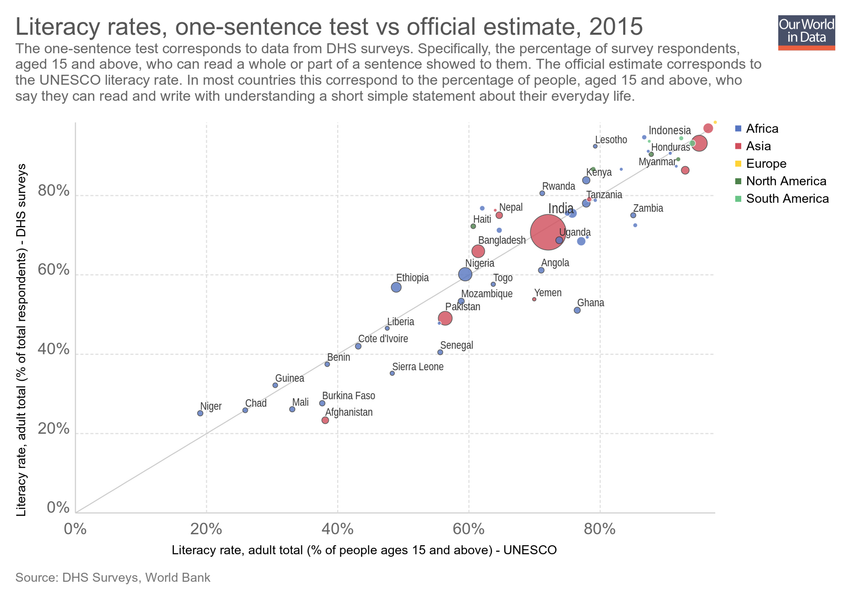 Literacy rates, one-sentence test vs official estimate, 2015
Our World
in Data
The one-sentence test corresponds to data from DHS surveys. Specifically, the percentage of survey respondents,
aged 15 and above, who can read a whole or part of a sentence showed to them. The official estimate corresponds to
the UNESCO literacy rate. In most countries this correspond to the percentage of people, aged 15 and above, who
say they can read and write with understanding a short simple statement about their everyday life.
Literacy rate, adult total (% of total respondents) - DHS surveys
80%
60%
40%
20%
0%
Lesotho
Indonesia
Honduras
Myanmar
Kenya
Rwanda
Tanzania
India
Zambia
Nepal
Haiti
Uganda
Bangladesh
Nigeria
Angola
Ethiopia
Togo
Mozambique
Yemen
Pakistan
Ghana
Liberia
Cote d'Ivoire
Senegal
Benin
Sierra Leone
Guinea
Burkina Faso
Niger
Chad
Mali
Afghanistan
Africa
Asia
Europe
North America
South America
0%
20%
40%
60%
80%
Literacy rate, adult total (% of people ages 15 and above) - UNESCO
Source: DHS Surveys, World Bank